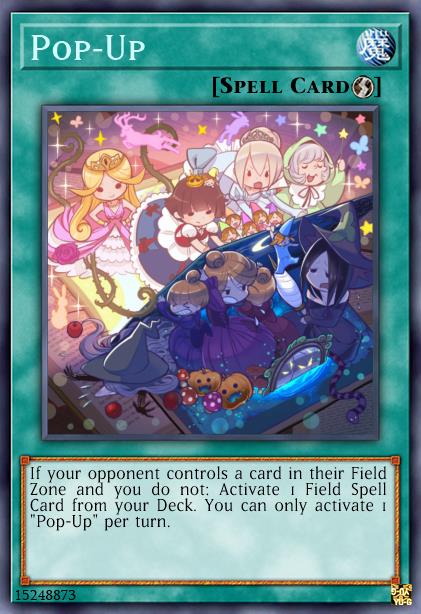 Pop-Up
魔
[Spell Card]
If your opponent controls a card in their Field
Zone and you do not: Activate 1 Field Spell
Card from your Deck. You can only activate 1
"Pop-Up" per turn.
15248873